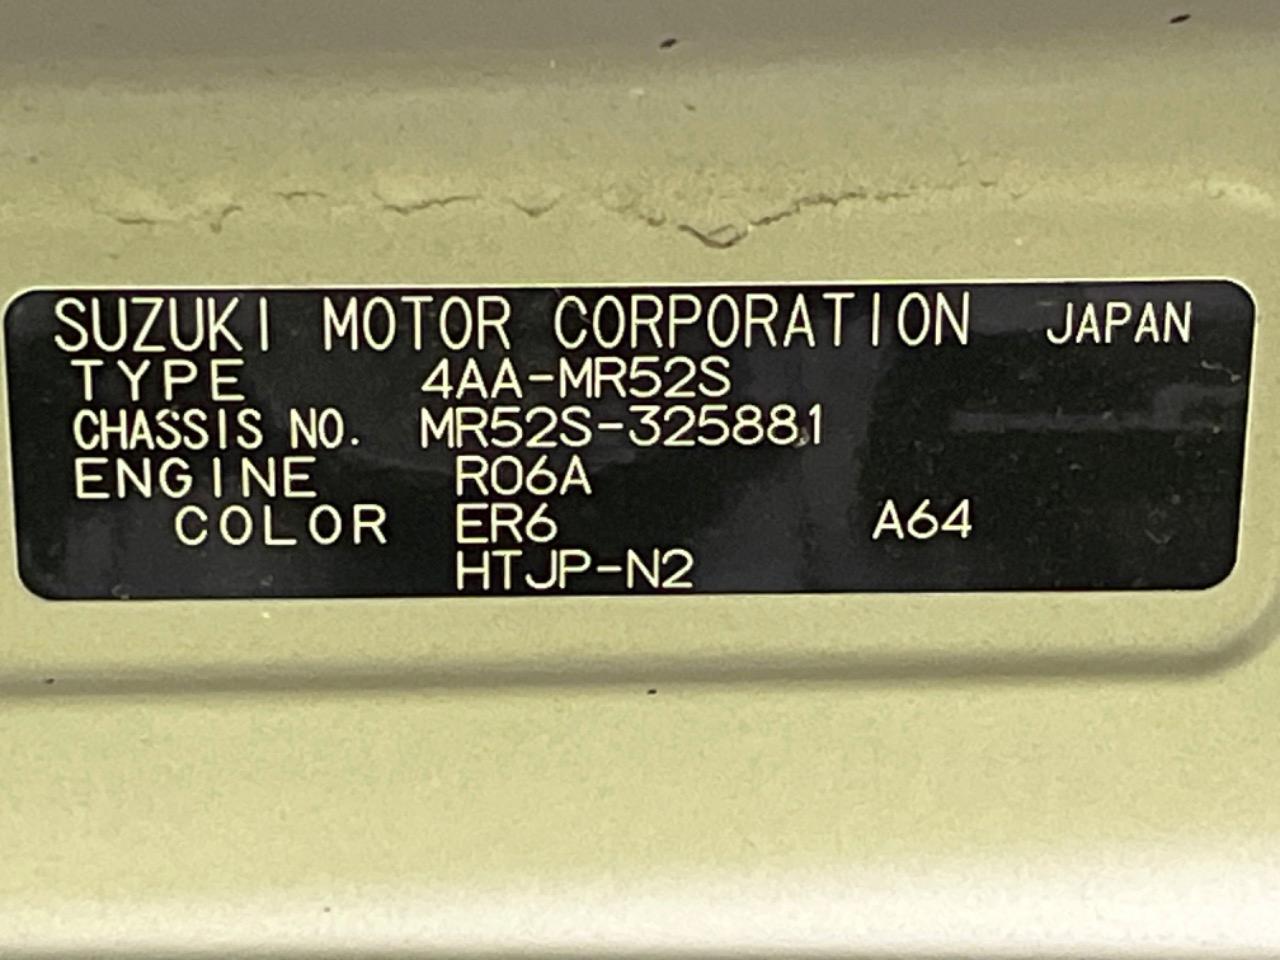 SUZUKI MOTOR CORPORATION JAPAN
TYPE 4AA-MR52S
CHASSIS NO. MR52S-325881
ENGINE R06A
COLOR ER6 A64
HTJP-N2